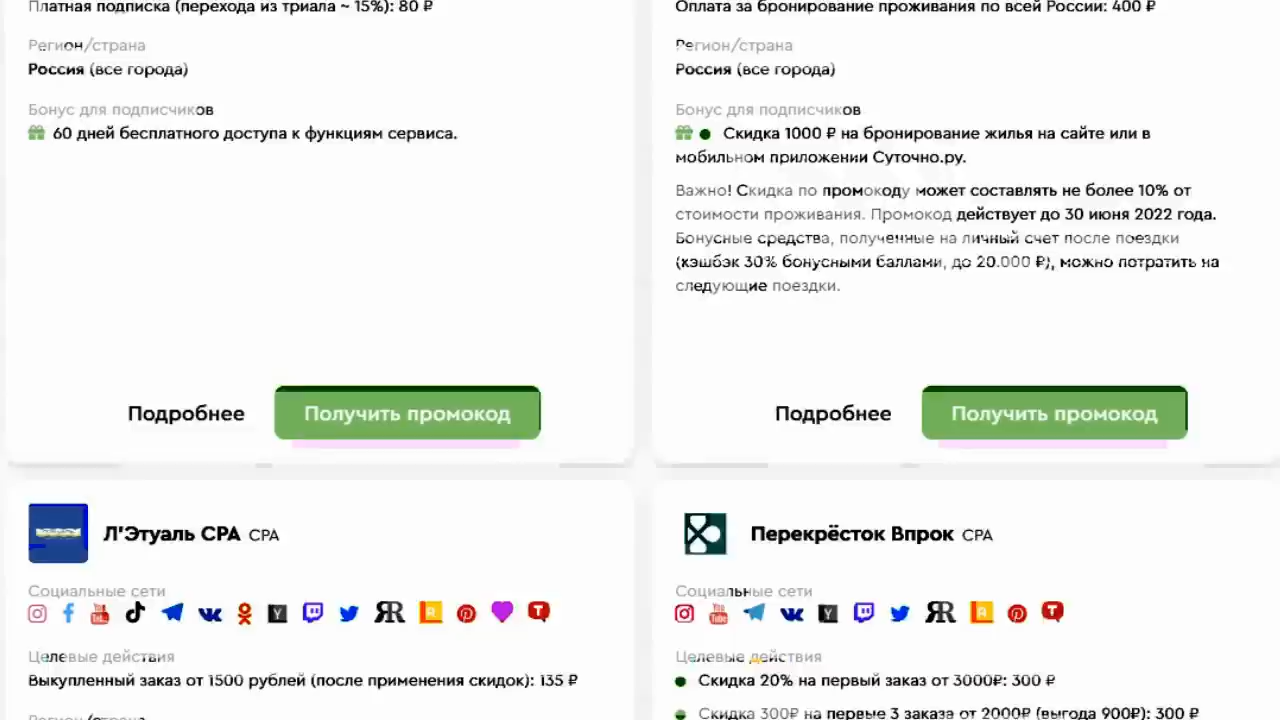 Платная подписка (перехода из триала ~ 15%): 80 ₽
Регион/страна
Россия (все города)
Бонус для подписчиков
60 дней бесплатного доступа к функциям сервиса.
Подробнее
Получить промокод
Оплата за бронирование проживания по всей России: 400 ₽
Регион/страна
Россия (все города)
Бонус для подписчиков
Скидка 1000 ₽ на бронирование жилья на сайте или в
мобильном приложении Суточно.ру.
Важно! Скидка по промокоду может составлять не более 10% от
стоимости проживания. Промокод действует до 30 июня 2022 года.
Бонусные средства, полученные на личный счет после поездки
(кэшбэк 30% бонусными баллами, до 20.000 ₽), можно потратить на
следующие поездки.
Подробнее
Получить промокод
Л'Этуаль CPA CPA
Социальные сети
Целевые действия
Выкупленный заказ от 1500 рублей (после применения скидок): 135 ₽
Регион/страна
Перекрёсток Впрок CPA
Социальные сети
Целевые действия
Скидка 20% на первый заказ от 3000₽: 300 ₽
Скидка 300₽ на первые 3 заказа от 2000₽ (выгода 900₽): 300 ₽